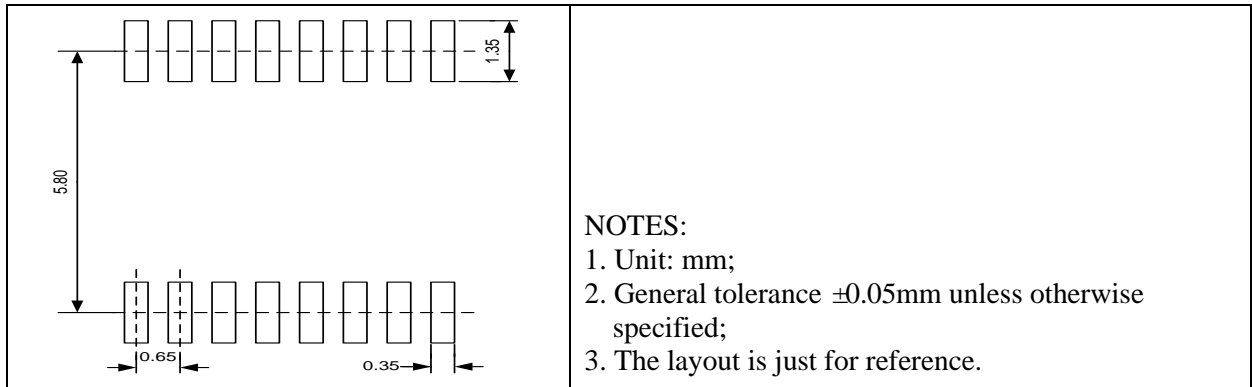 1.35
5.80
0.65
0.35
NOTES:
1. Unit: mm;
2. General tolerance ±0.05mm unless otherwise
specified;
3. The layout is just for reference.